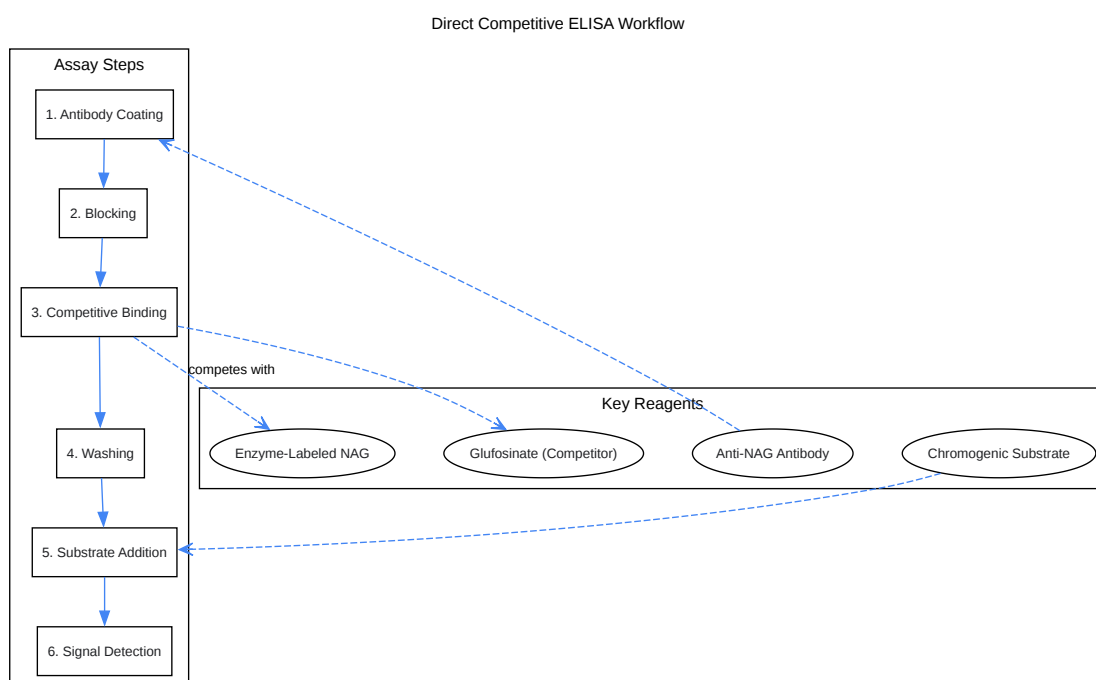 Direct Competitive ELISA Workflow
Assay Steps
1. Antibody Coating
2. Blocking
3. Competitive Binding
competes with
Key Reagents
Enzyme-Labeled NAG
Glufosinate (Competitor)
Anti-NAG Antibody
Chromogenic Substrate
4. Washing
5. Substrate Addition
6. Signal Detection